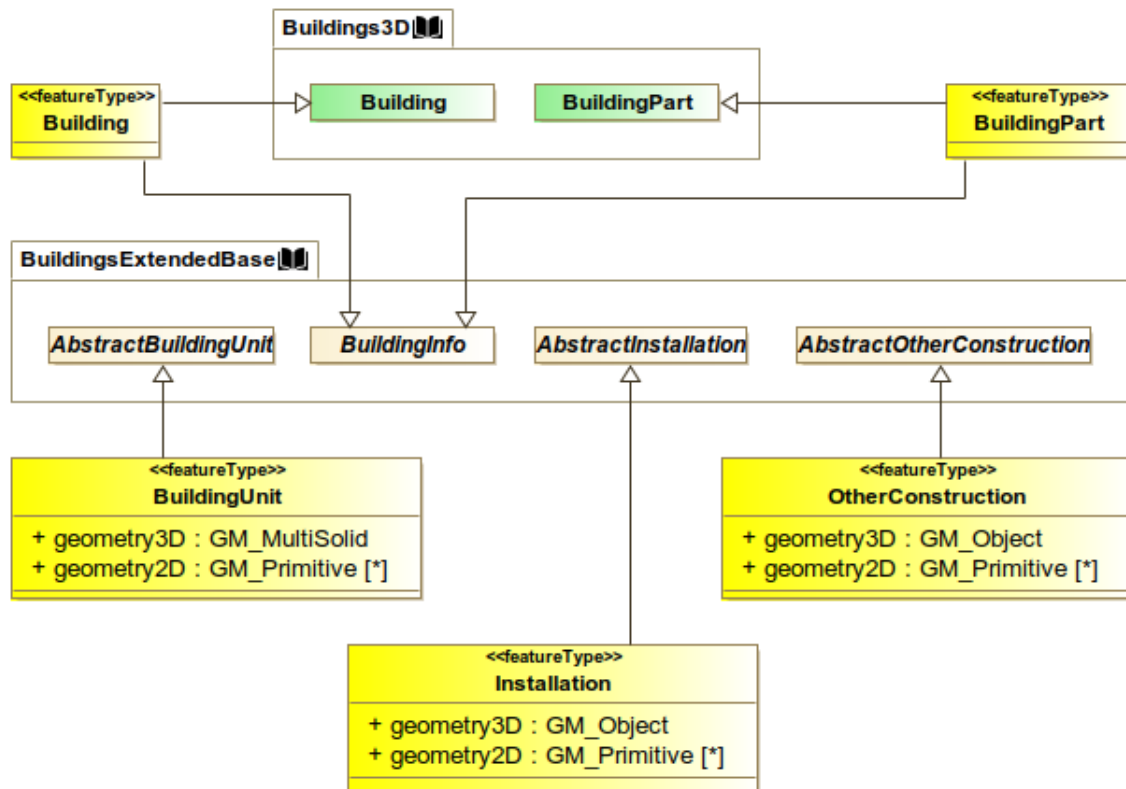 Buildings3D
<<featureType>>
Building
Building
BuildingPart
<<featureType>>
BuildingPart
BuildingsExtendedBase
AbstractBuildingUnit
BuildingInfo
AbstractInstallation
AbstractOtherConstruction
<<featureType>>
BuildingUnit
+ geometry3D : GM_MultiSolid
+ geometry2D : GM_Primitive [*]
<<featureType>>
OtherConstruction
+ geometry3D : GM_Object
+ geometry2D : GM_Primitive [*]
<<featureType>>
Installation
+ geometry3D : GM_Object
+ geometry2D : GM_Primitive [*]